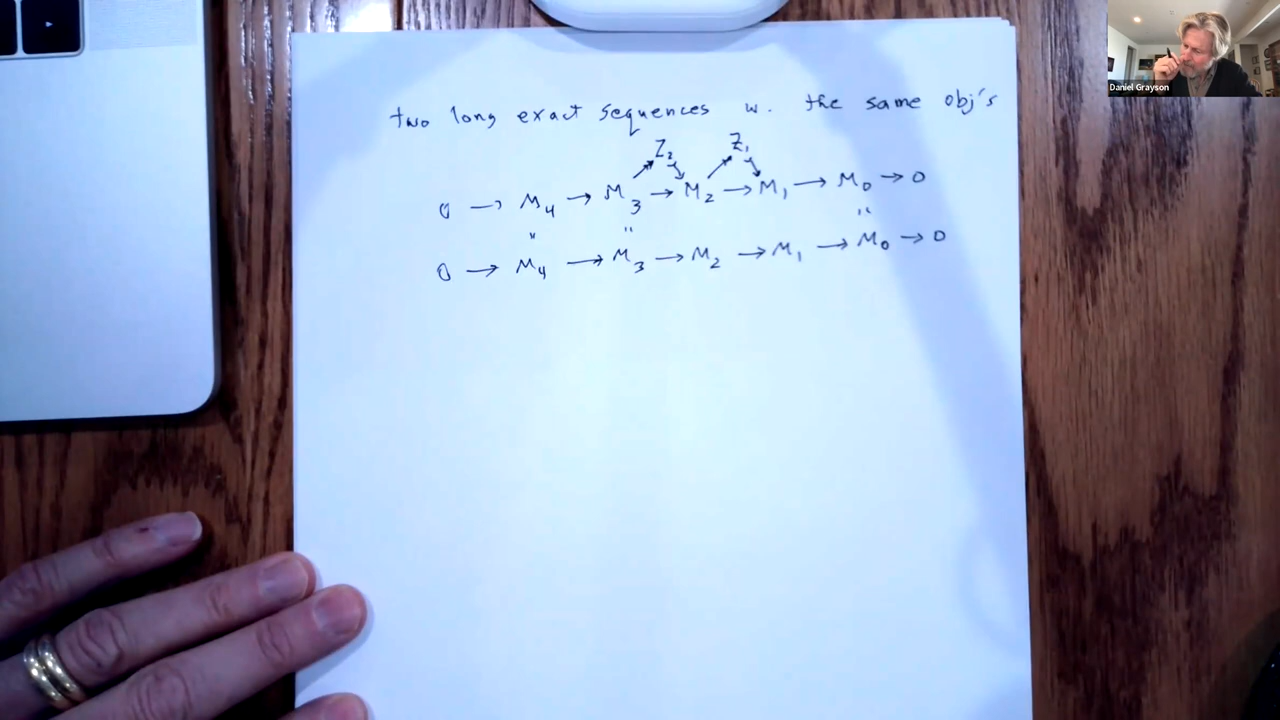 Daniel Grayson
two long exact sequences w. the same obj's
Z₂ Z₁
0 → M₄ → M₃ → M₂ → M₁ → M₀ → 0
" " "
0 → M₄ → M₃ → M₂ → M₁ → M₀ → 0